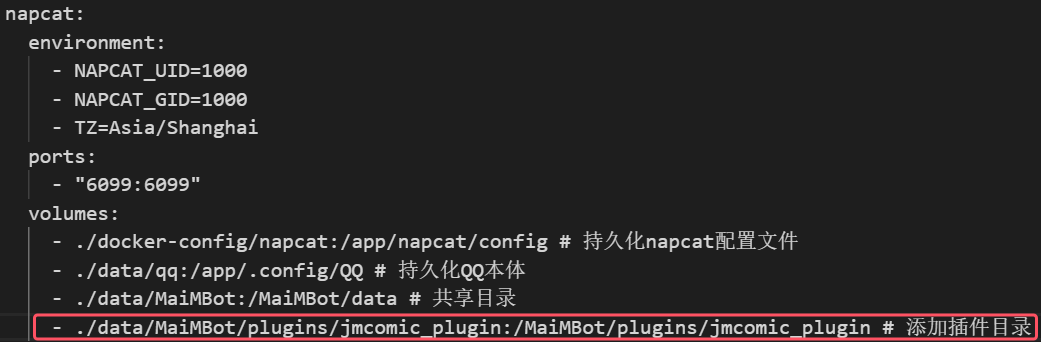 napcat:
environment:
- NAPCAT_UID=1000
- NAPCAT_GID=1000
- TZ=Asia/Shanghai
ports:
- "6099:6099"
volumes:
- ./docker-config/napcat:/app/napcat/config # 持久化napcat配置文件
- ./data/qq:/app/.config/QQ # 持久化QQ本体
- ./data/MaiMBot:/MaiMBot/data # 共享目录
- ./data/MaiMBot/plugins/jmcomic_plugin:/MaiMBot/plugins/jmcomic_plugin # 添加插件目录